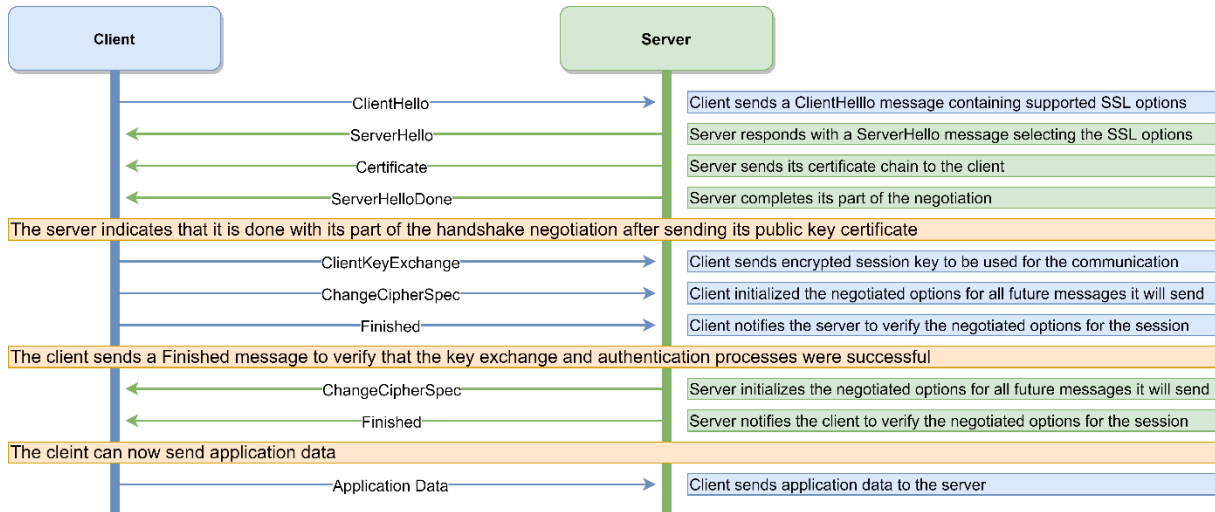 Client
Server
ClientHello
Client sends a ClientHelllo message containing supported SSL options
ServerHello
Server responds with a ServerHello message selecting the SSL options
Certificate
Server sends its certificate chain to the client
ServerHelloDone
Server completes its part of the negotiation
The server indicates that it is done with its part of the handshake negotiation after sending its public key certificate
ClientKeyExchange
Client sends encrypted session key to be used for the communication
ChangeCipherSpec
Client initialized the negotiated options for all future messages it will send
Finished
Client notifies the server to verify the negotiated options for the session
The client sends a Finished message to verify that the key exchange and authentication processes were successful
ChangeCipherSpec
Server initializes the negotiated options for all future messages it will send
Finished
Server notifies the client to verify the negotiated options for the session
The cleint can now send application data
Application Data
Client sends application data to the server